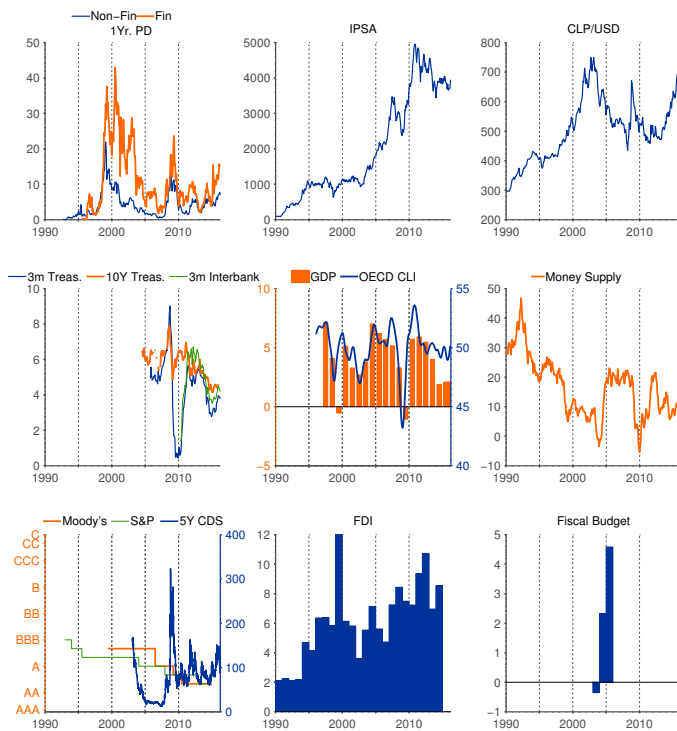 Non-Fin Fin
1Yr. PD
50
40
30
20
10
0
1990 2000 2010
IPSA
5000
4000
3000
2000
1000
0
1990 2000 2010
CLP/USD
800
700
600
500
400
300
200
1990 2000 2010
3m Treas. 10Y Treas. 3m Interbank
10
8
6
4
2
0
1990 2000 2010
GDP OECD CLI
10 55
5 50
0 45
-5 40
1990 2000 2010
Money Supply
50
40
30
20
10
0
-10
1990 2000 2010
Moody's S&P 5Y CDS
C 400
CC
CCC
B 300
BB
BBB 200
A 100
AA
AAA 0
1990 2000 2010
FDI
12
10
8
6
4
2
0
1990 2000 2010
Fiscal Budget
5
4
3
2
1
0
-1
1990 2000 2010